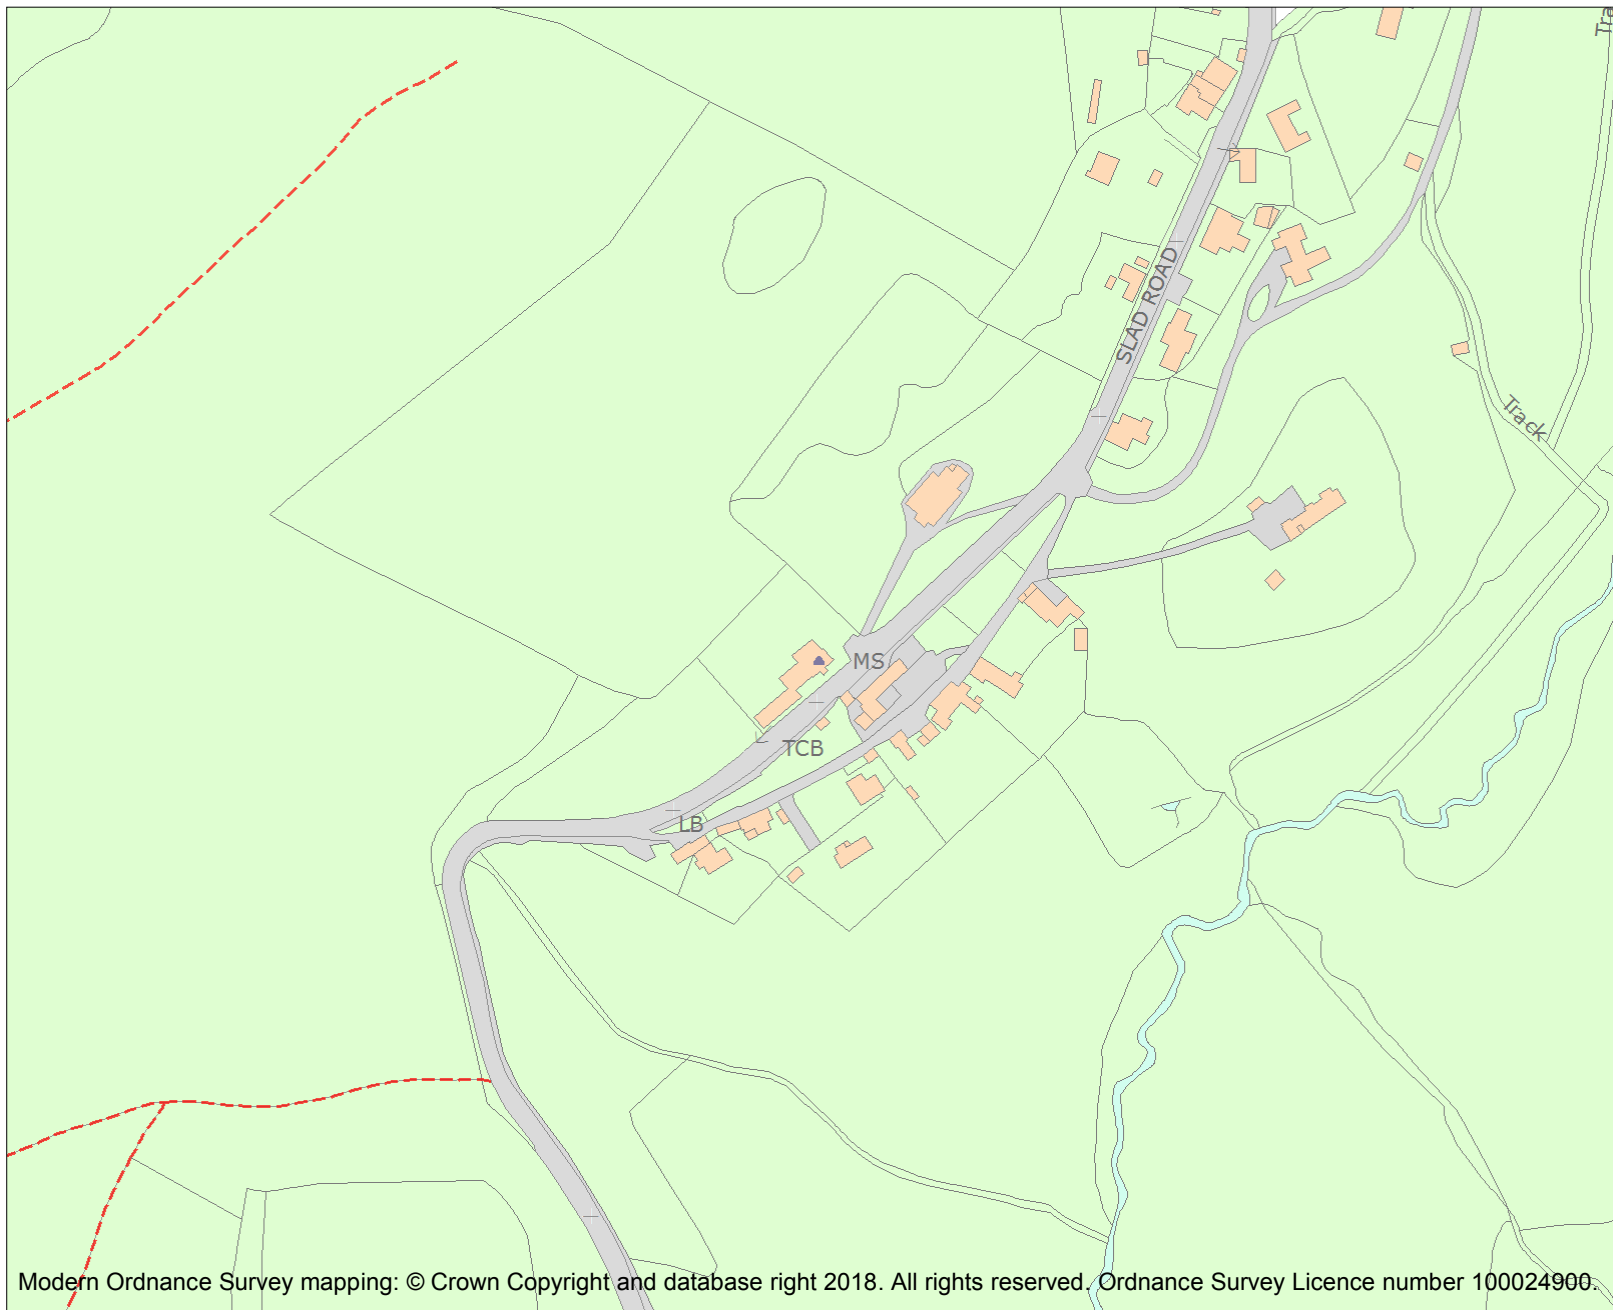 Tra
SLAD ROAD
Track
MS
TCB
LB
Modern Ordnance Survey mapping: © Crown Copyright and database right 2018. All rights reserved. Ordnance Survey Licence number 100024900.